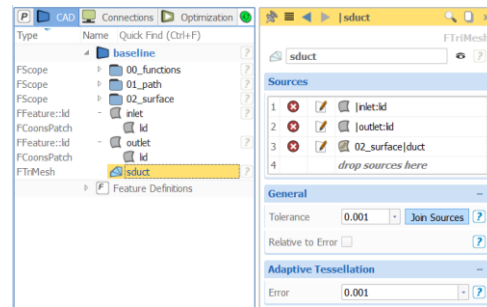 P CAD Connections Optimization
Type Name Quick Find (Ctrl+F)
baseline ?
FScope 00_functions
FScope 01_path
FScope 02_surface
FFeature::lid inlet ?
FCoonsPatch lid
FFeature::lid outlet ?
FCoonsPatch lid
FTriMesh sduct ?
F Feature Definitions
|sduct
FTriMesh
sduct ?
Sources
1 |inlet:lid
2 |outlet:lid
3 02_surface|duct
4 drop sources here
General
Tolerance 0.001 Join Sources ?
Relative to Error ?
Adaptive Tessellation
Error 0.001 ?